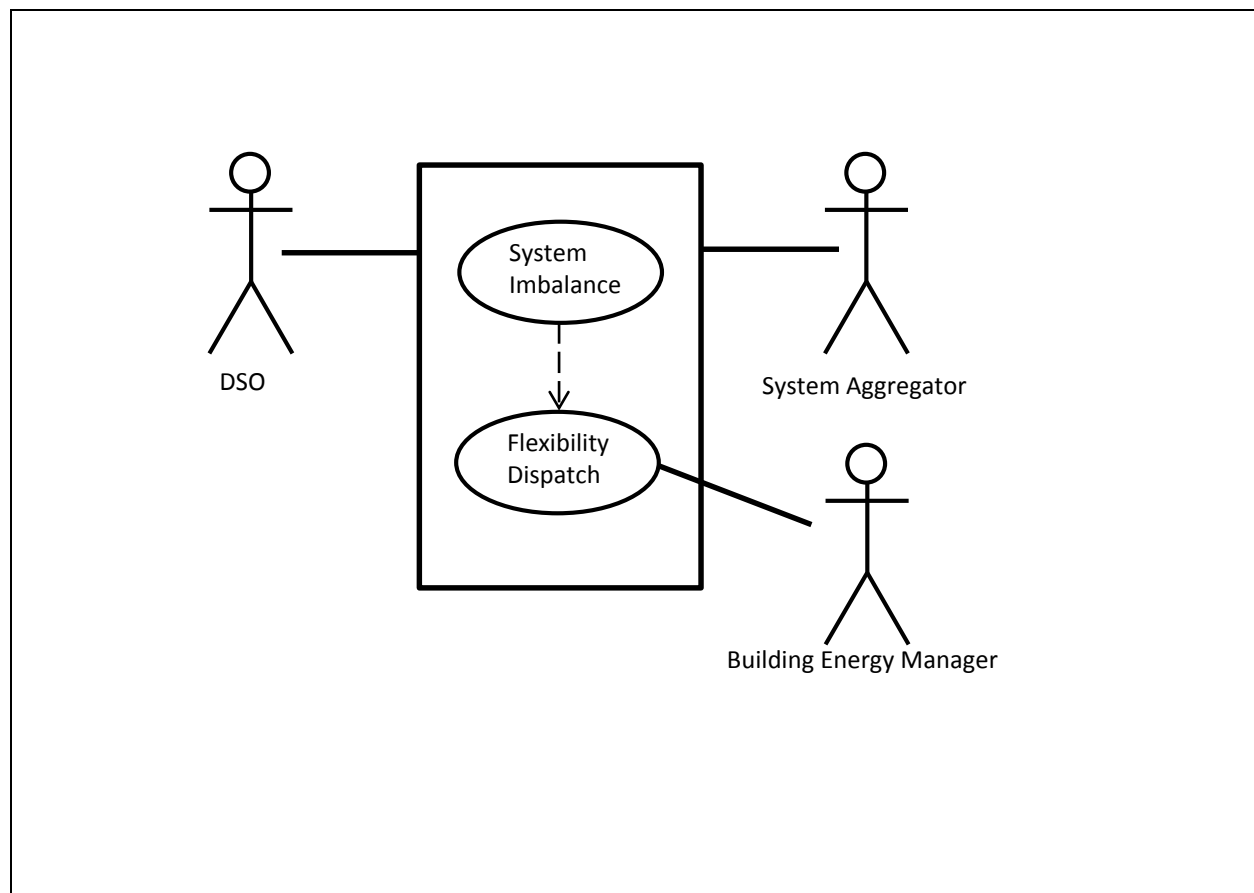 System
Imbalance
DSO
System Aggregator
Flexibility
Dispatch
Building Energy Manager